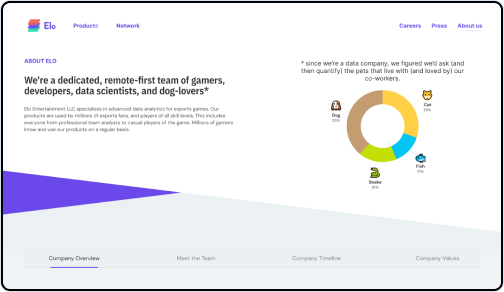 Elo
Products
Network
Careers
Press
About us
ABOUT ELO
We're a dedicated, remote-first team of gamers,
developers, data scientists, and dog-lovers*
Elo Entertainment LLC specializes in advanced data analytics for esports games. Our
products are used by millions of esports fans, and players of all skill levels. This includes
everyone from professional team analysts to casual players of the game. Millions of gamers
know and use our products on a regular basis.
* since we're a data company, we figured we'd ask (and
then quantify) the pets that live with (and loved by) our
co-workers.
Cat
Dog
Fish
Snake
Company Overview
Meet the Team
Company Timeline
Company Values